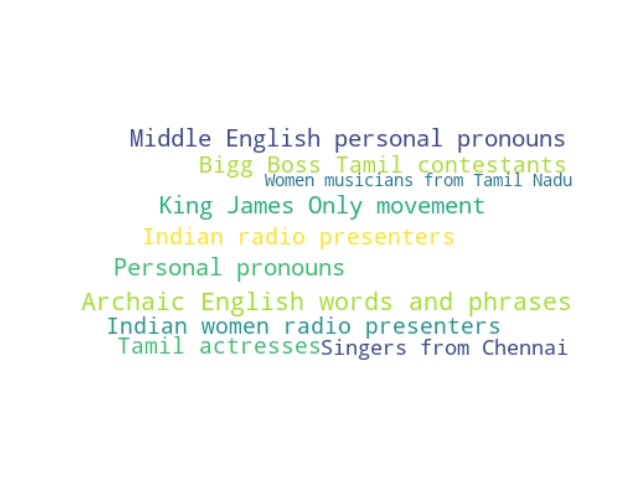 Middle English personal pronouns
Bigg Boss Tamil contestants
Women musicians from Tamil Nadu
King James Only movement
Indian radio presenters
Personal pronouns
Archaic English words and phrases
Indian women radio presenters
Tamil actresses
Singers from Chennai